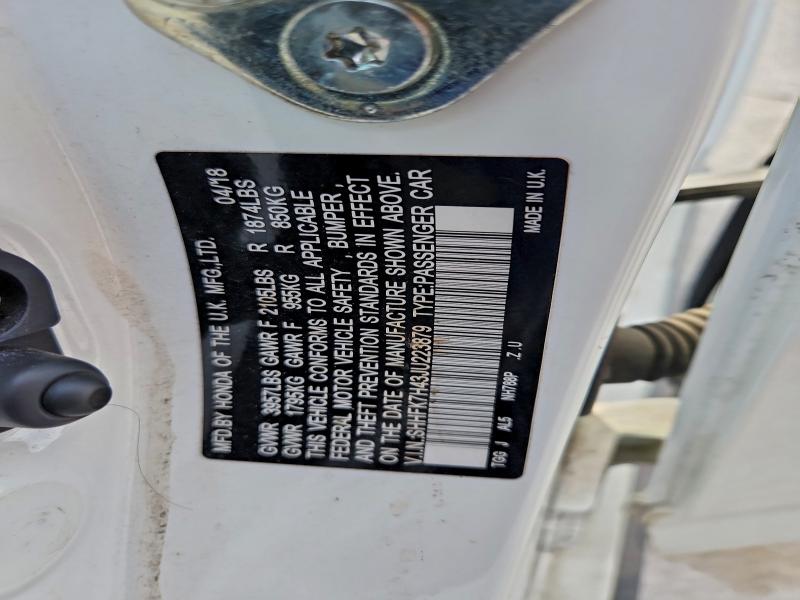 MFD.BY HONDA OF THE U.K. MFG.,LTD. 04/18
GVWR 3957LBS GAWR F 2105LBS R 1874LBS
GVWR 1795KG GAWR F 955KG R 850KG
THIS VEHICLE CONFORMS TO ALL APPLICABLE
FEDERAL MOTOR VEHICLE SAFETY , BUMPER ,
AND THEFT PREVENTION STANDARDS IN EFFECT
ON THE DATE OF MANUFACTURE SHOWN ABOVE.
V.I.N.:SHHFK7H43JU223879 TYPE:PASSENGER CAR
TGG J AL5 NH788P .Z.U MADE IN U.K.